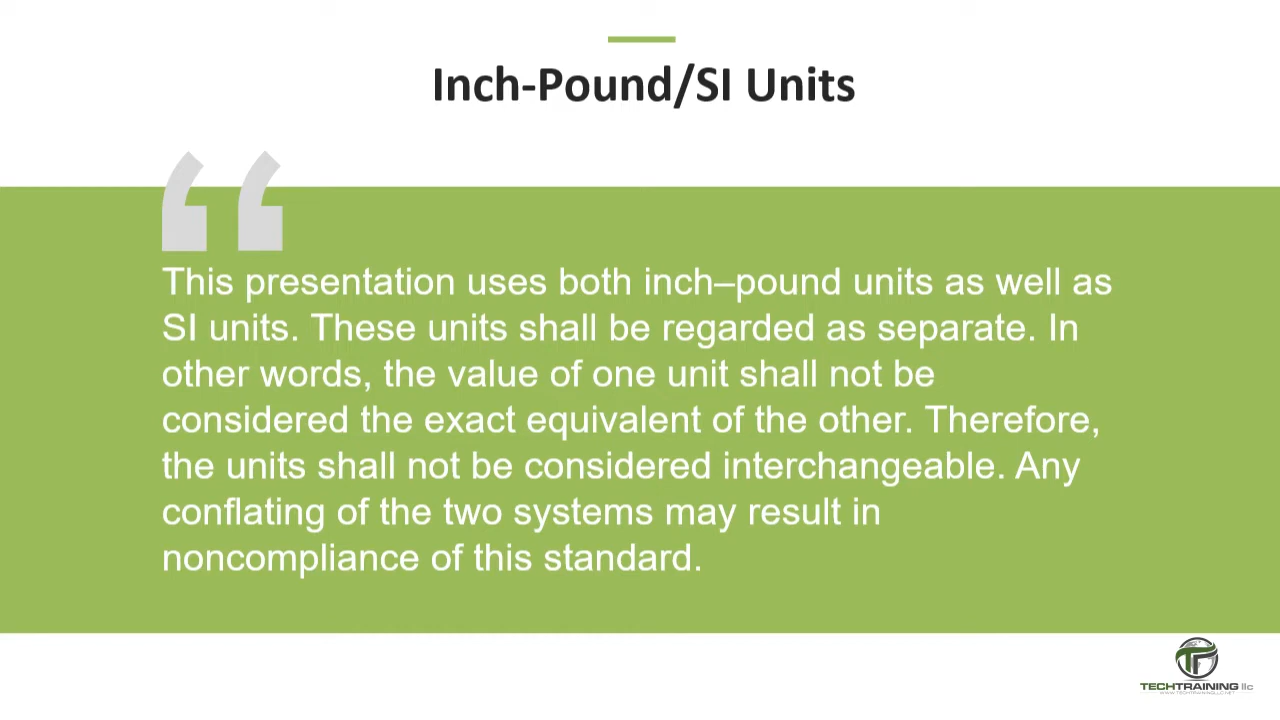 Inch-Pound/SI Units
This presentation uses both inch–pound units as well as
SI units. These units shall be regarded as separate. In
other words, the value of one unit shall not be
considered the exact equivalent of the other. Therefore,
the units shall not be considered interchangeable. Any
conflating of the two systems may result in
noncompliance of this standard.
TECHTRAINING llc
WWW.TECHTRAININGLLC.NET